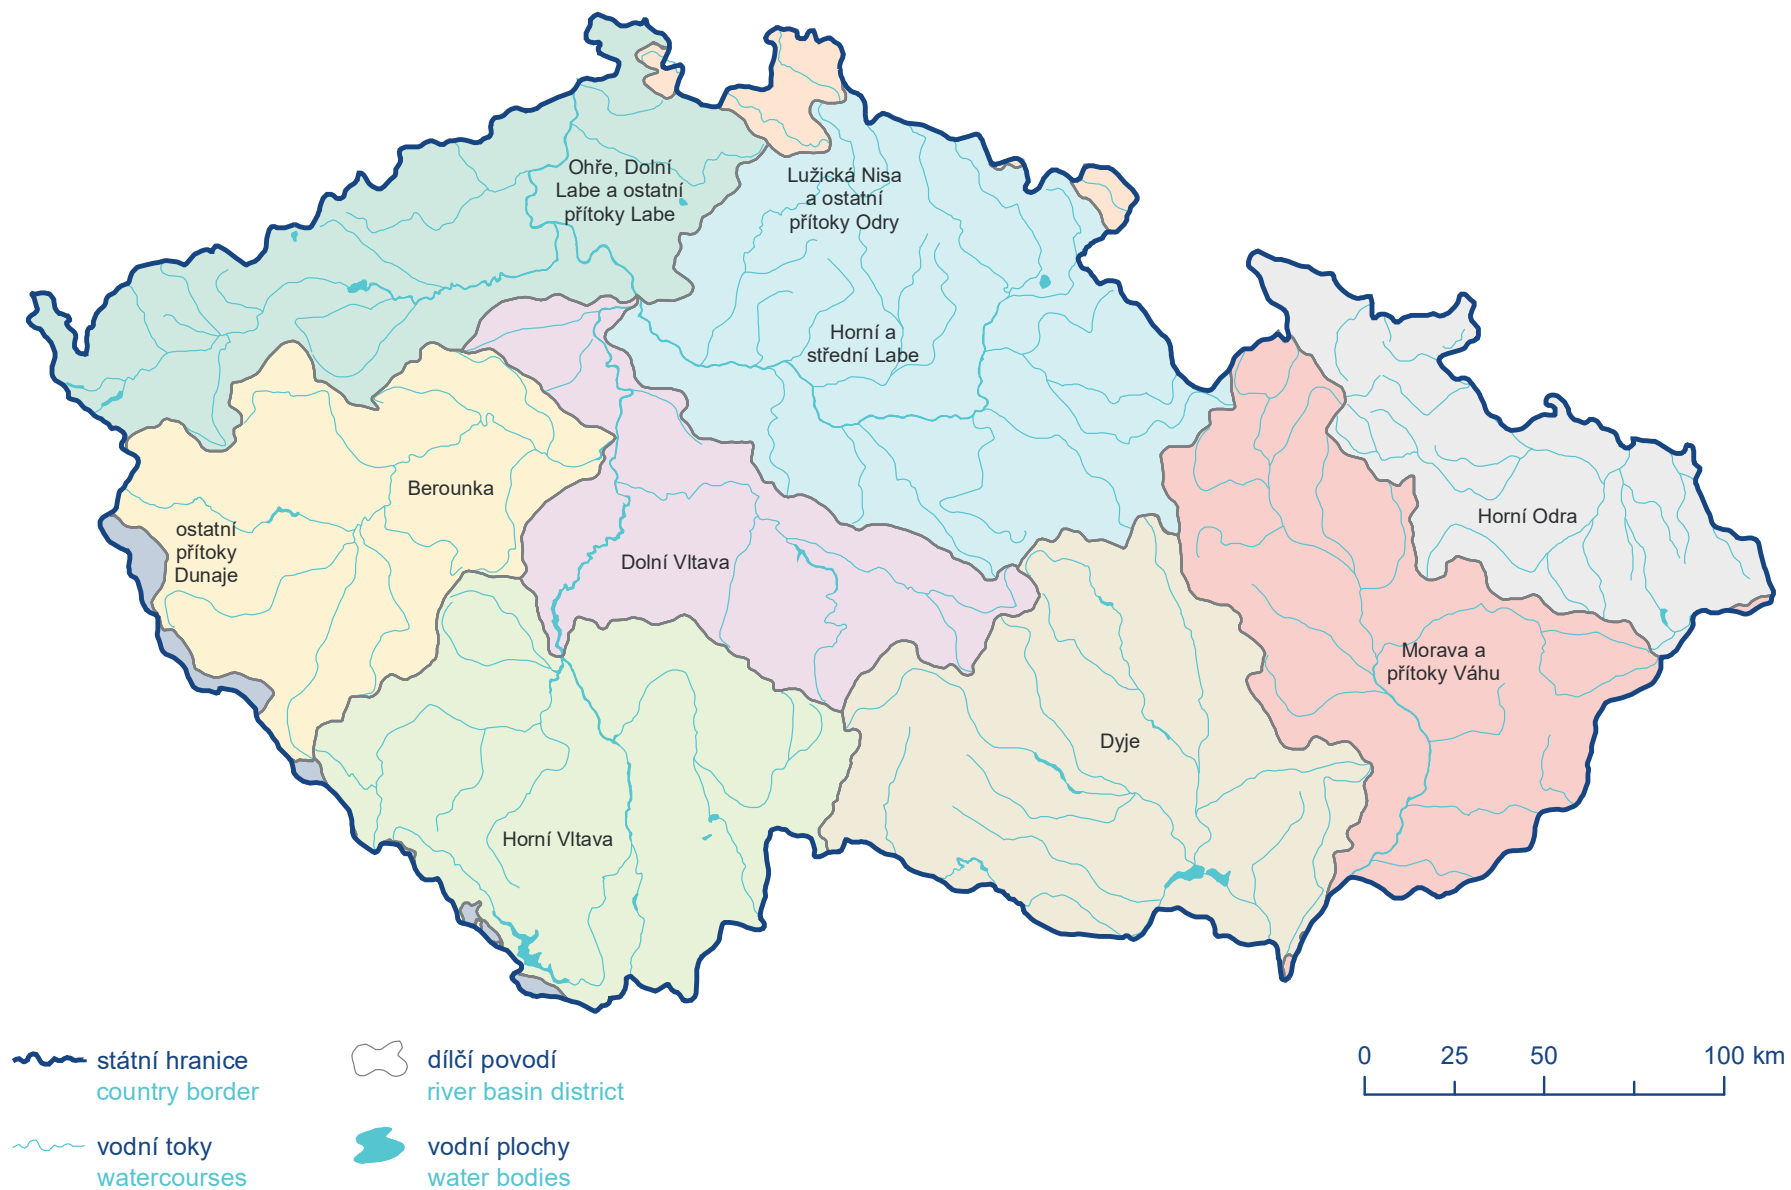 Ohře, Dolní
Labe a ostatní
přítoky Labe
Lužická Nisa
a ostatní
přítoky Odry
Horní a
střední Labe
Berounka
ostatní
přítoky
Dunaje
Dolní Vltava
Horní Odra
Morava a
přítoky Váhu
Dyje
Horní Vltava
státní hranice
country border
vodní toky
watercourses
dílčí povodí
river basin district
vodní plochy
water bodies
0 25 50 100 km